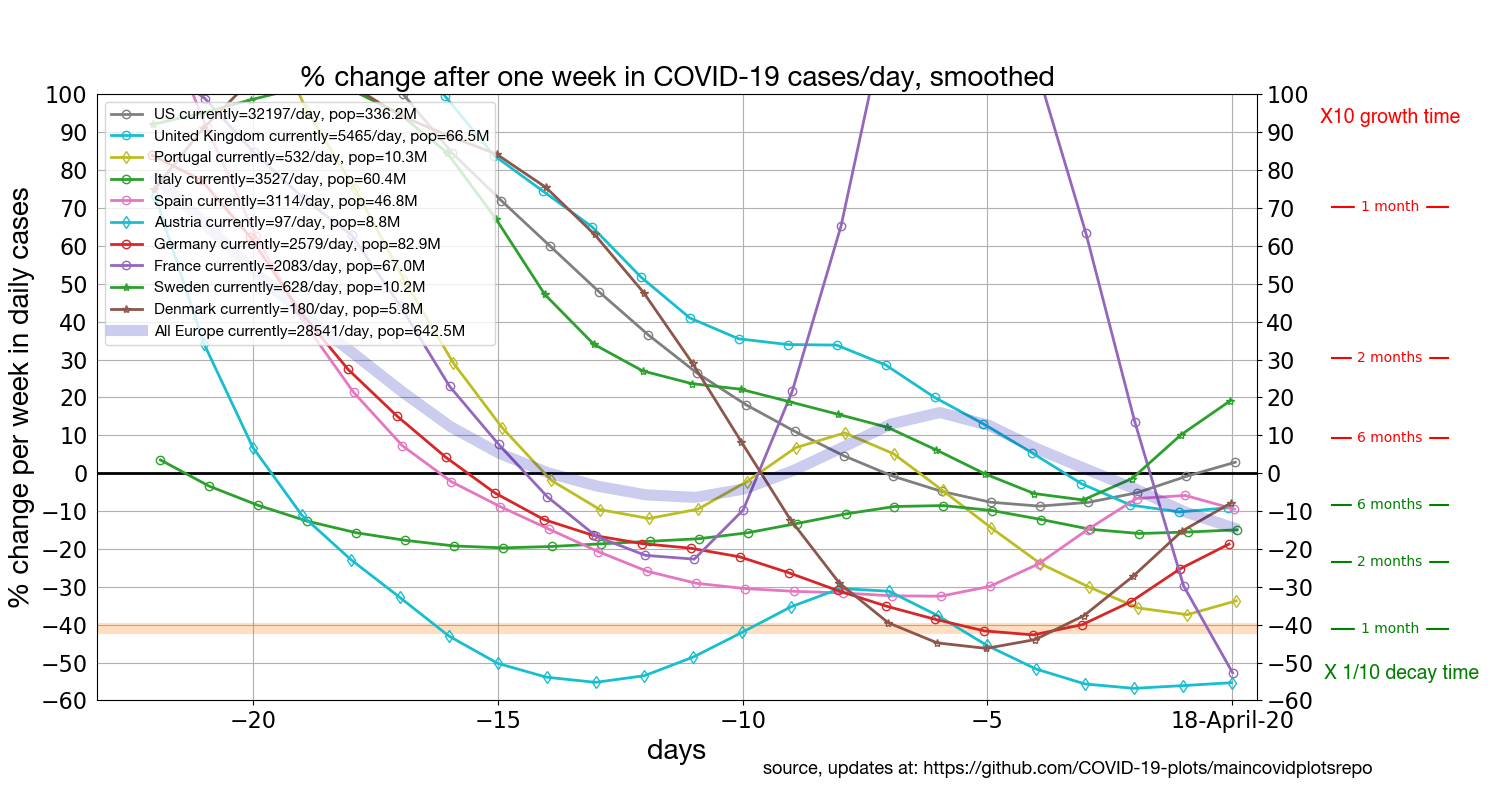 % change after one week in COVID-19 cases/day, smoothed
% change per week in daily cases
100
90
80
70
60
50
40
30
20
10
0
−10
−20
−30
−40
−50
−60
US currently=32197/day, pop=336.2M
United Kingdom currently=5465/day, pop=66.5M
Portugal currently=532/day, pop=10.3M
Italy currently=3527/day, pop=60.4M
Spain currently=3114/day, pop=46.8M
Austria currently=97/day, pop=8.8M
Germany currently=2579/day, pop=82.9M
France currently=2083/day, pop=67.0M
Sweden currently=628/day, pop=10.2M
Denmark currently=180/day, pop=5.8M
All Europe currently=28541/day, pop=642.5M
100
90
80
70
60
50
40
30
20
10
0
−10
−20
−30
−40
−50
−60
X10 growth time
1 month
2 months
6 months
6 months
2 months
1 month
X 1/10 decay time
−20 −15 −10 −5 18-April-20
days
source, updates at: https://github.com/COVID-19-plots/maincovidplotsrepo